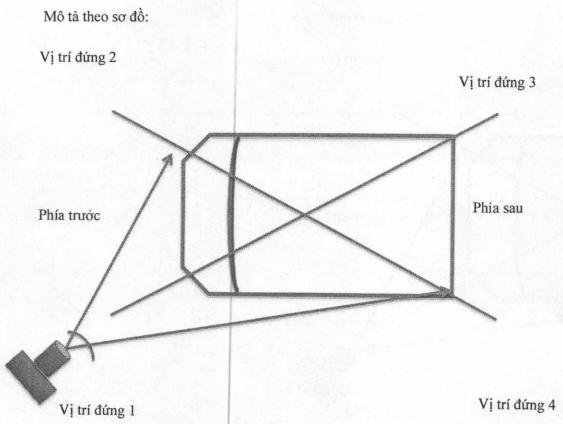 Mô tả theo sơ đồ:
Vị trí đứng 2
Vị trí đứng 3
Phía trước
Phía sau
Vị trí đứng 1
Vị trí đứng 4